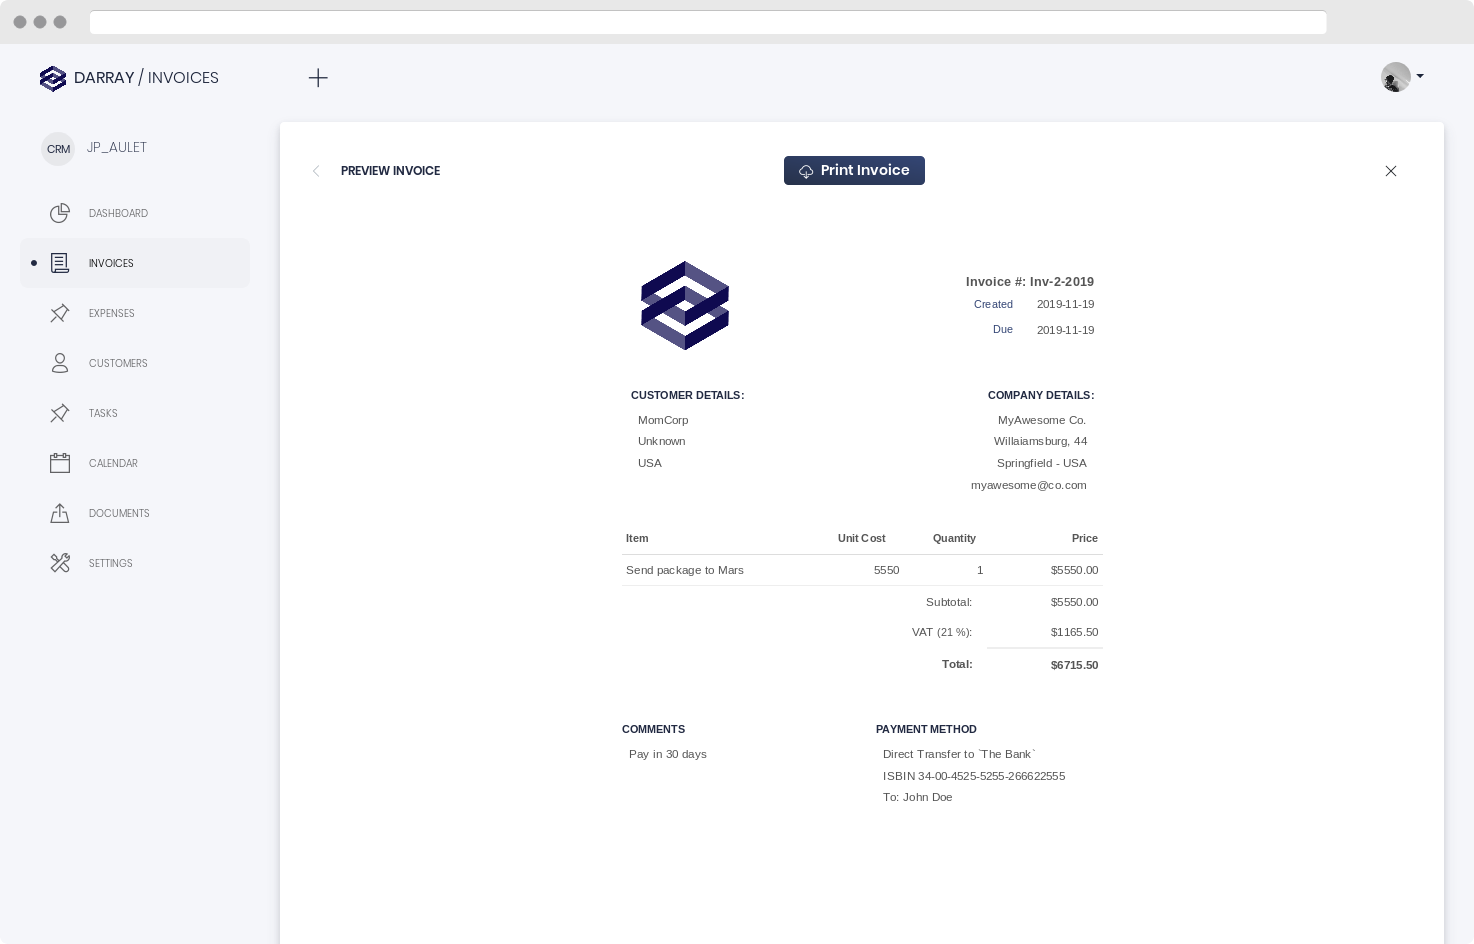 DARRAY / INVOICES
CRM JP_AULET
DASHBOARD
INVOICES
EXPENSES
CUSTOMERS
TASKS
CALENDAR
DOCUMENTS
SETTINGS
PREVIEW INVOICE
Print Invoice
Invoice #: Inv-2-2019
Created 2019-11-19
Due 2019-11-19
CUSTOMER DETAILS:
MomCorp
Unknown
USA
COMPANY DETAILS:
MyAwesome Co.
Willaiamsburg, 44
Springfield - USA
myawesome@co.com
Item Unit Cost Quantity Price
Send package to Mars 5550 1 $5550.00
Subtotal: $5550.00
VAT (21 %): $1165.50
Total: $6715.50
COMMENTS
Pay in 30 days
PAYMENT METHOD
Direct Transfer to `The Bank`
ISBIN 34-00-4525-5255-266622555
To: John Doe